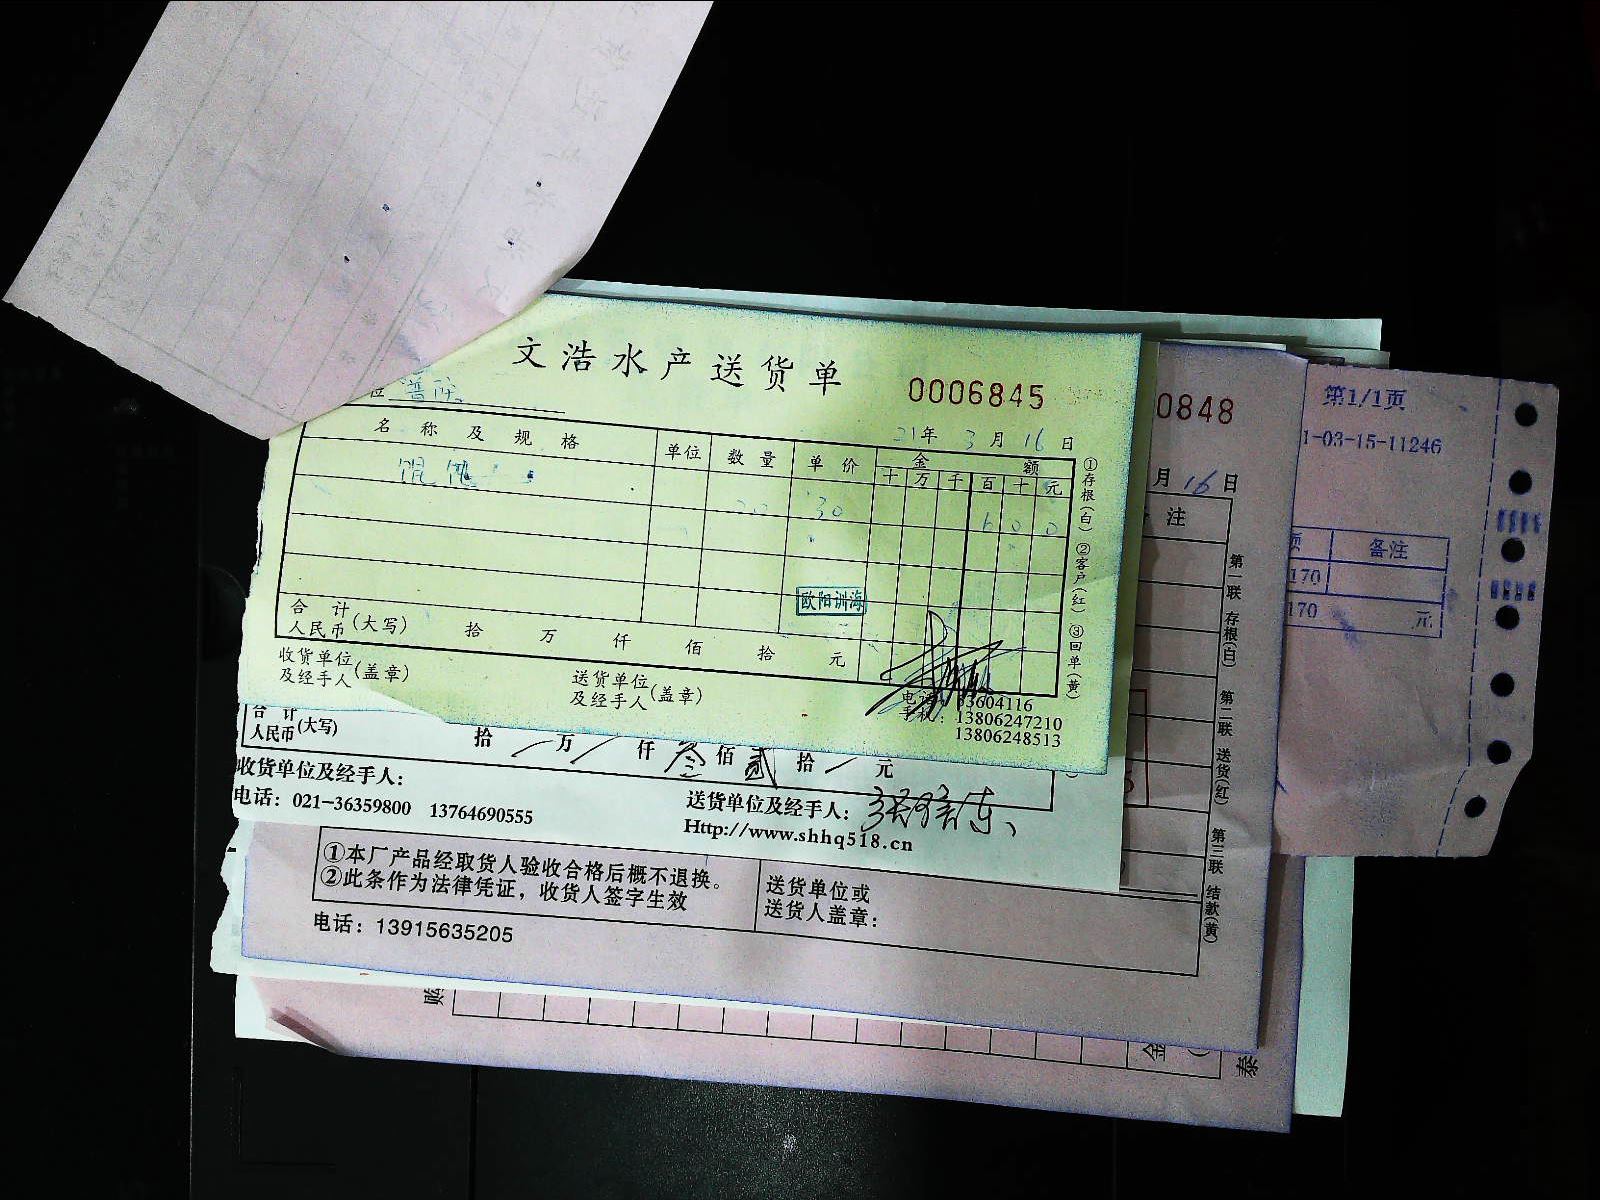 文浩水产送货单
0006845
21年3月16日
名称及规格 单位 数量 单价 金额
十 万 千 百 十 元
20 30 6 0 0
欧阳训海
合计
人民币(大写) 拾 万 仟 佰 拾 元
收货单位
及经手人(盖章)
送货单位
及经手人(盖章)
53604116
手机:13806247210
13806248513
①存根(白) ②客户(红) ③回单(黄)
合计
人民币(大写) 拾 万 仟 叁 佰 贰 拾 元
收货单位及经手人:
电话:021-36359800 13764690555
送货单位及经手人:
Http://www.shhq518.cn
0848
月16日
注
第一联 存根(白) 第二联 送货(红) 第三联 结款(黄)
①本厂产品经取货人验收合格后概不退换。
②此条作为法律凭证，收货人签字生效
送货单位或
送货人盖章:
电话:13915635205
第1/1页
1-03-15-11246
备注
170
170 元
金
泰